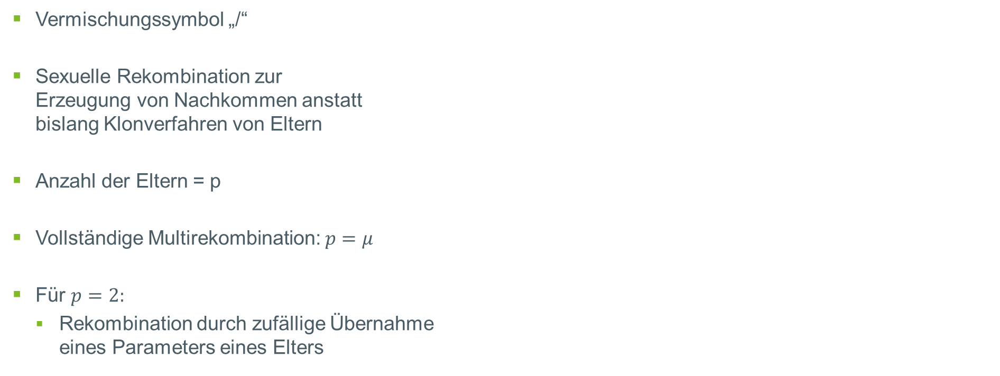 ▪ Vermischungssymbol „/“
▪ Sexuelle Rekombination zur
Erzeugung von Nachkommen anstatt
bislang Klonverfahren von Eltern
▪ Anzahl der Eltern = p
▪ Vollständige Multirekombination: 𝑝 = 𝜇
▪ Für 𝑝 = 2:
▪ Rekombination durch zufällige Übernahme
eines Parameters eines Elters